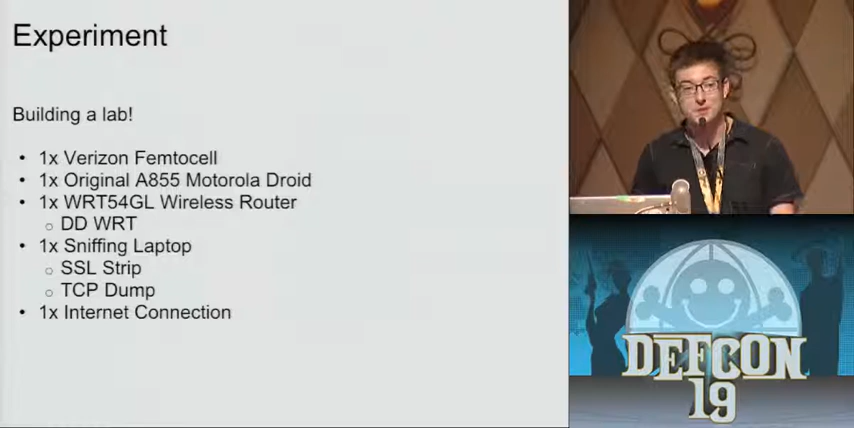 Experiment
Building a lab!
• 1x Verizon Femtocell
• 1x Original A855 Motorola Droid
• 1x WRT54GL Wireless Router
○ DD WRT
• 1x Sniffing Laptop
○ SSL Strip
○ TCP Dump
• 1x Internet Connection
DEFCON
19